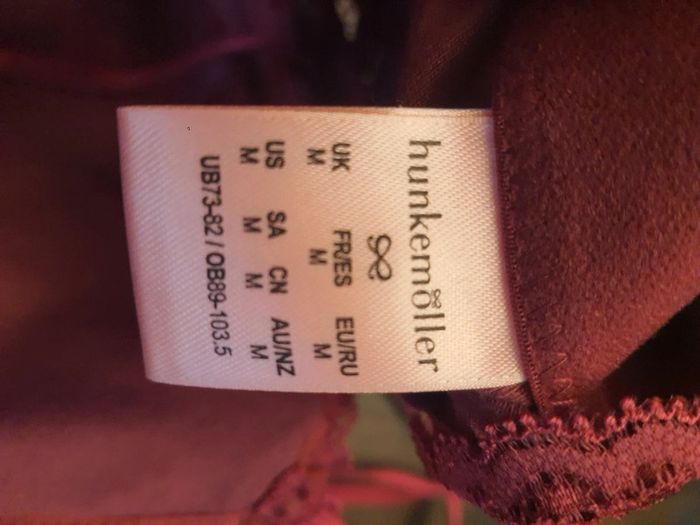 hunkemöller
UK FR/ES EU/RU
M M M
US SA CN AU/NZ
M M M M
UB73-82 / OB89-103.5